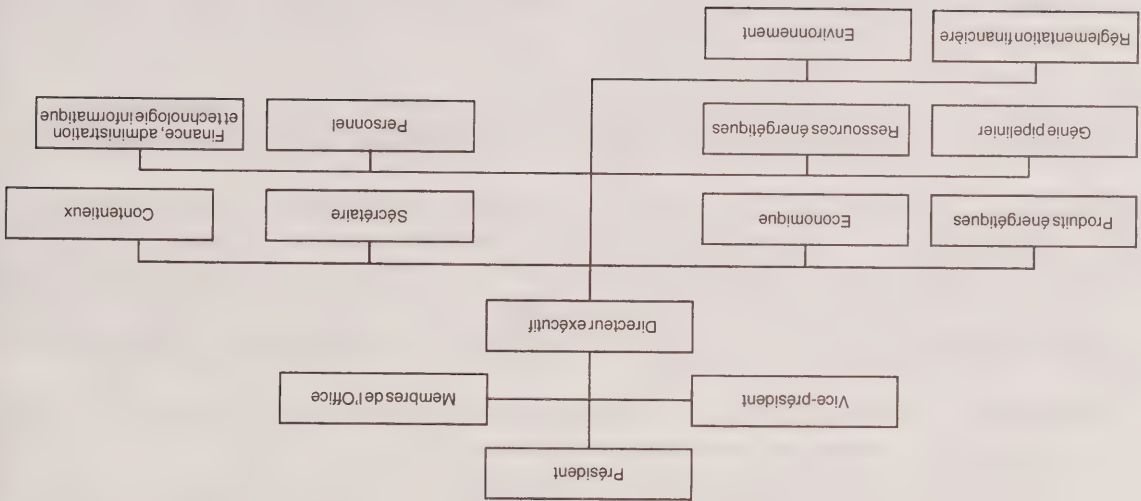 Président
Vice-président
Membres de l'Office
Directeur exécutif
Produits énergétiques
Economique
Sécrétaire
Contentieux
Génie pipelinier
Ressources énergétiques
Personnel
Finance, administration
et technologie informatique
Réglementation financière
Environnement